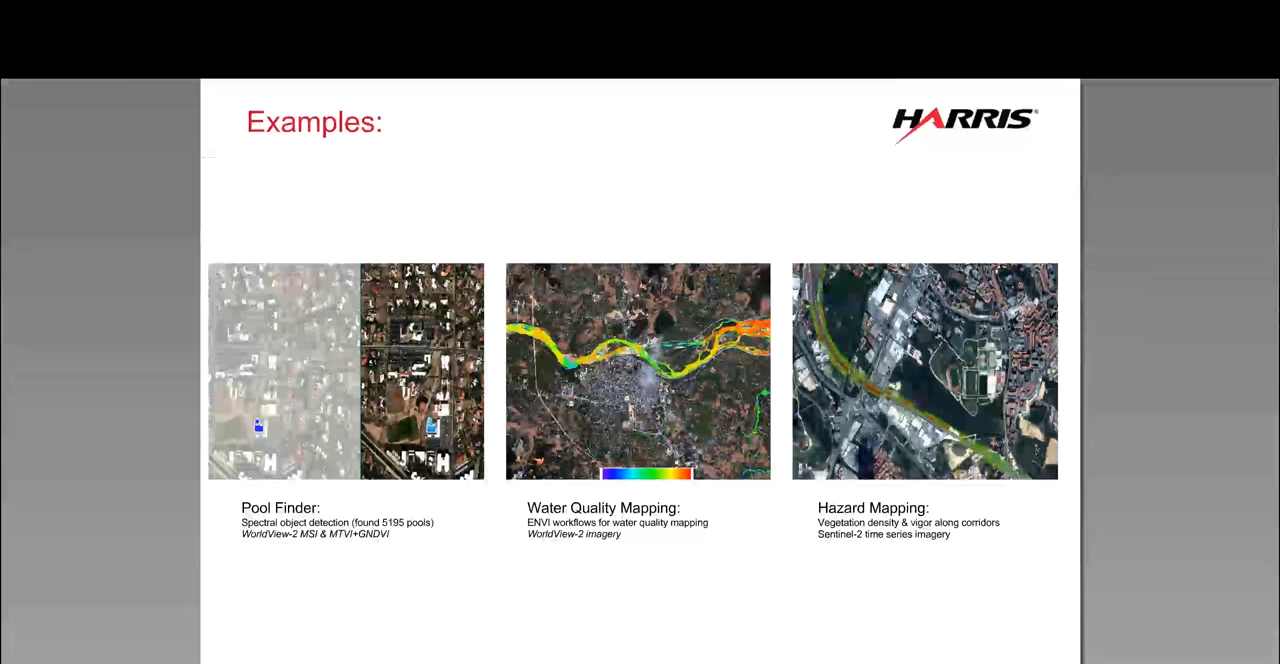 Examples:
HARRIS®
Pool Finder:
Spectral object detection (found 5195 pools)
WorldView-2 MSI & MTVI+GNDVI
Water Quality Mapping:
ENVI workflows for water quality mapping
WorldView-2 imagery
Hazard Mapping:
Vegetation density & vigor along corridors
Sentinel-2 time series imagery